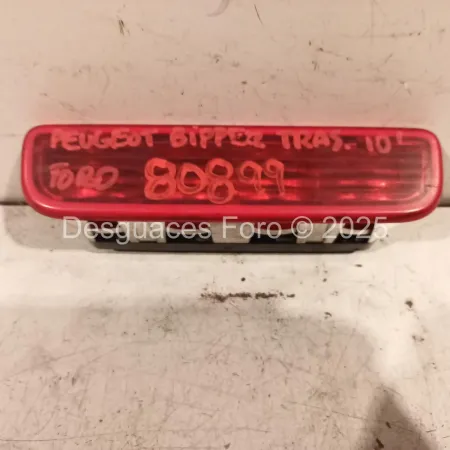 PEUGEOT BIPPER TRAS. 10'
FORO 80899
Desguaces Foro © 2025